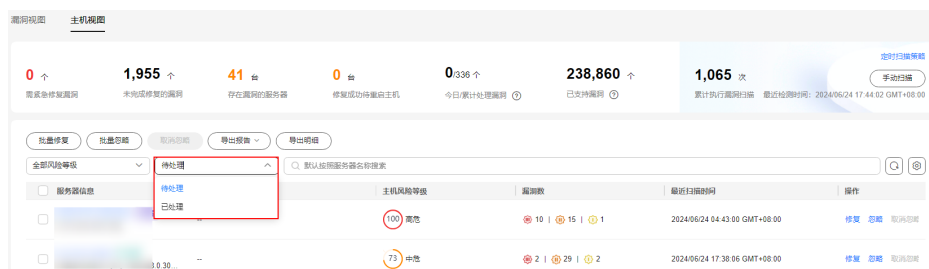 漏洞视图 主机视图
定时扫描策略
0 个 1,955 个 41 台 0 台 0/336 个 238,860 个 1,065 次 手动扫描
需紧急修复漏洞 未完成修复的漏洞 存在漏洞的服务器 修复成功待重启主机 今日/累计处理漏洞 已支持漏洞 累计执行漏洞扫描 最近检测时间：2024/06/24 17:44:02 GMT+08:00
批量修复 批量忽略 取消忽略 导出报告 导出明细
全部风险等级 待处理 默认按照服务器名称搜索
服务器信息 主机风险等级 漏洞数 最近扫描时间 操作
待处理
已处理
-- 100 高危 10 | 15 | 1 2024/06/24 04:43:00 GMT+08:00 修复 忽略 取消忽略
-- 73 中危 2 | 29 | 2 2024/06/24 17:38:06 GMT+08:00 修复 忽略 取消忽略